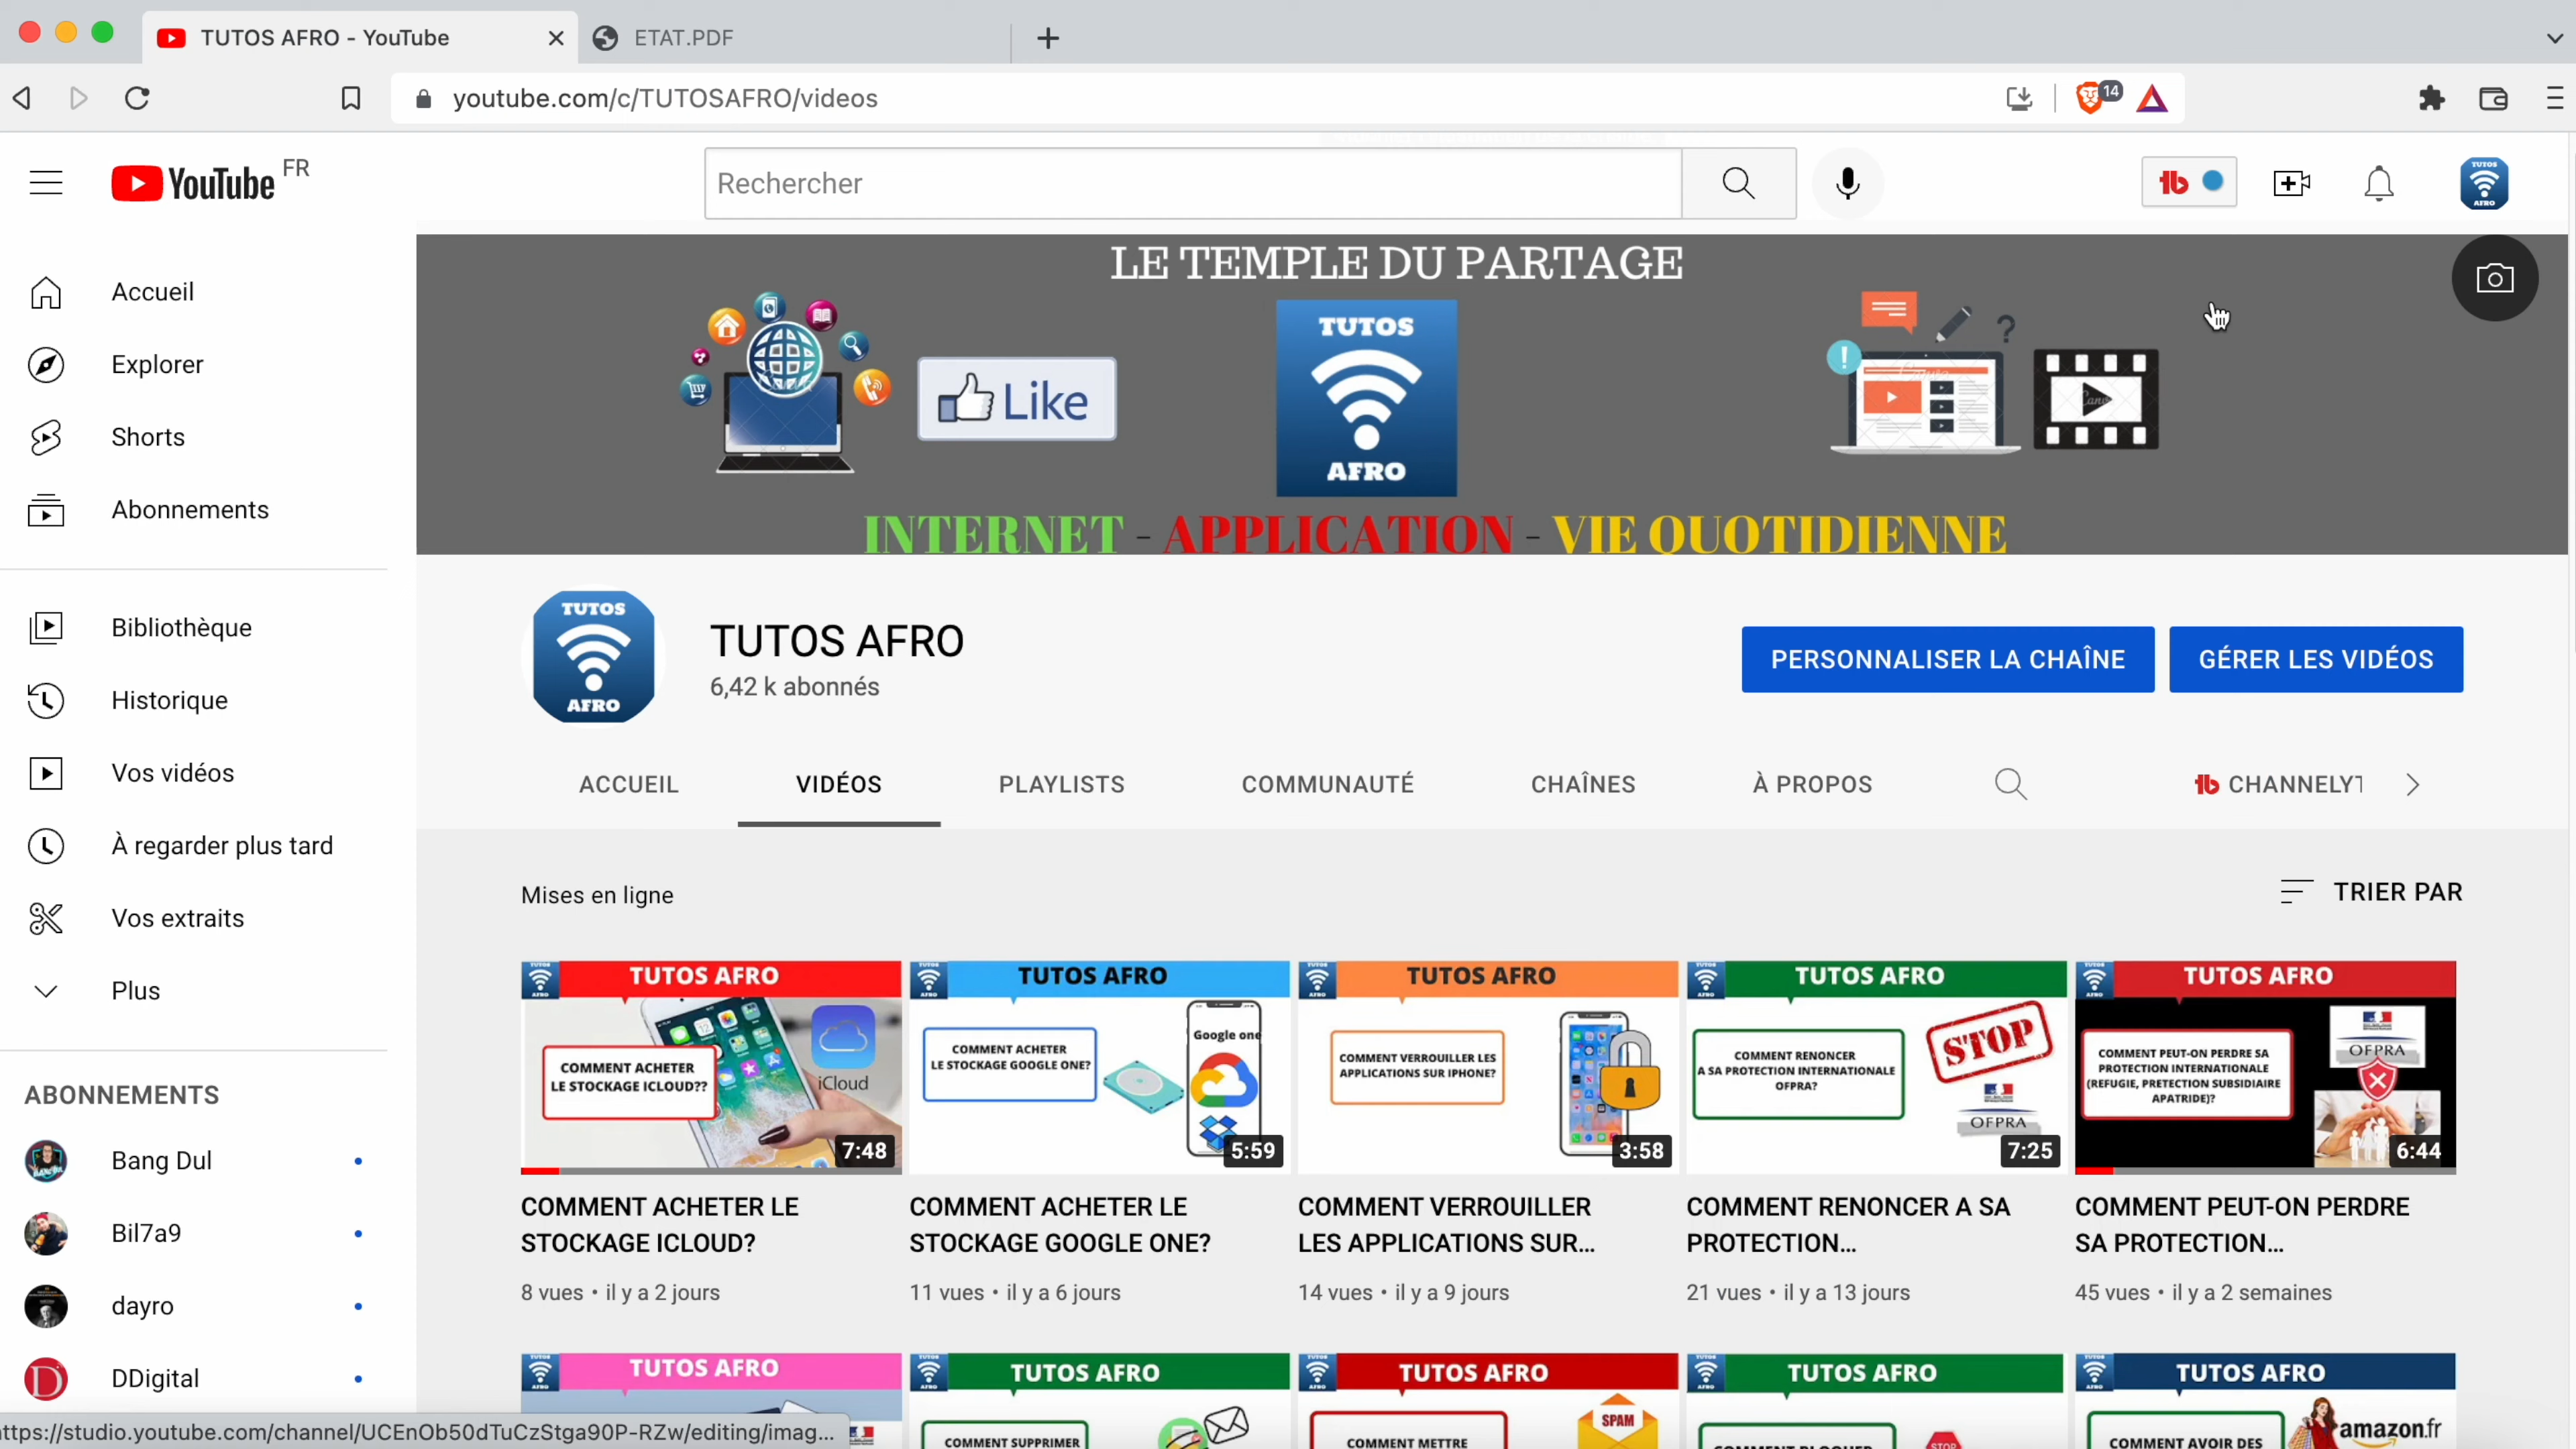 TUTOS AFRO - YouTube
ETAT.PDF
youtube.com/c/TUTOSAFRO/videos
14
YouTube FR
Rechercher
Accueil
Explorer
Shorts
Abonnements
Bibliothèque
Historique
Vos vidéos
À regarder plus tard
Vos extraits
Plus
ABONNEMENTS
Bang Dul
Bil7a9
dayro
DDigital
LE TEMPLE DU PARTAGE
Like
TUTOS
AFRO
INTERNET - APPLICATION - VIE QUOTIDIENNE
TUTOS
AFRO
TUTOS AFRO
6,42 k abonnés
PERSONNALISER LA CHAÎNE
GÉRER LES VIDÉOS
ACCUEIL
VIDÉOS
PLAYLISTS
COMMUNAUTÉ
CHAÎNES
À PROPOS
CHANNELYT
Mises en ligne
TRIER PAR
TUTOS AFRO
COMMENT ACHETER
LE STOCKAGE ICLOUD??
iCloud
7:48
COMMENT ACHETER LE
STOCKAGE ICLOUD?
8 vues • il y a 2 jours
TUTOS AFRO
COMMENT ACHETER
LE STOCKAGE GOOGLE ONE?
Google one
5:59
COMMENT ACHETER LE
STOCKAGE GOOGLE ONE?
11 vues • il y a 6 jours
TUTOS AFRO
COMMENT VERROUILLER LES
APPLICATIONS SUR IPHONE?
3:58
COMMENT VERROUILLER
LES APPLICATIONS SUR...
14 vues • il y a 9 jours
TUTOS AFRO
COMMENT RENONCER
A SA PROTECTION INTERNATIONALE
OFPRA?
STOP
OFPRA
7:25
COMMENT RENONCER A SA
PROTECTION...
21 vues • il y a 13 jours
TUTOS AFRO
COMMENT PEUT-ON PERDRE SA
PROTECTION INTERNATIONALE
(REFUGIE, PRETECTION SUBSIDIAIRE
APATRIDE)?
OFPRA
6:44
COMMENT PEUT-ON PERDRE
SA PROTECTION...
45 vues • il y a 2 semaines
TUTOS AFRO
TUTOS AFRO
COMMENT SUPPRIMER
TUTOS AFRO
COMMENT METTRE
SPAM
TUTOS AFRO
COMMENT BLOQUER
STOP
TUTOS AFRO
COMMENT AVOIR DES
amazon.fr
ttps://studio.youtube.com/channel/UCEnOb50dTuCzStga90P-RZw/editing/imag...